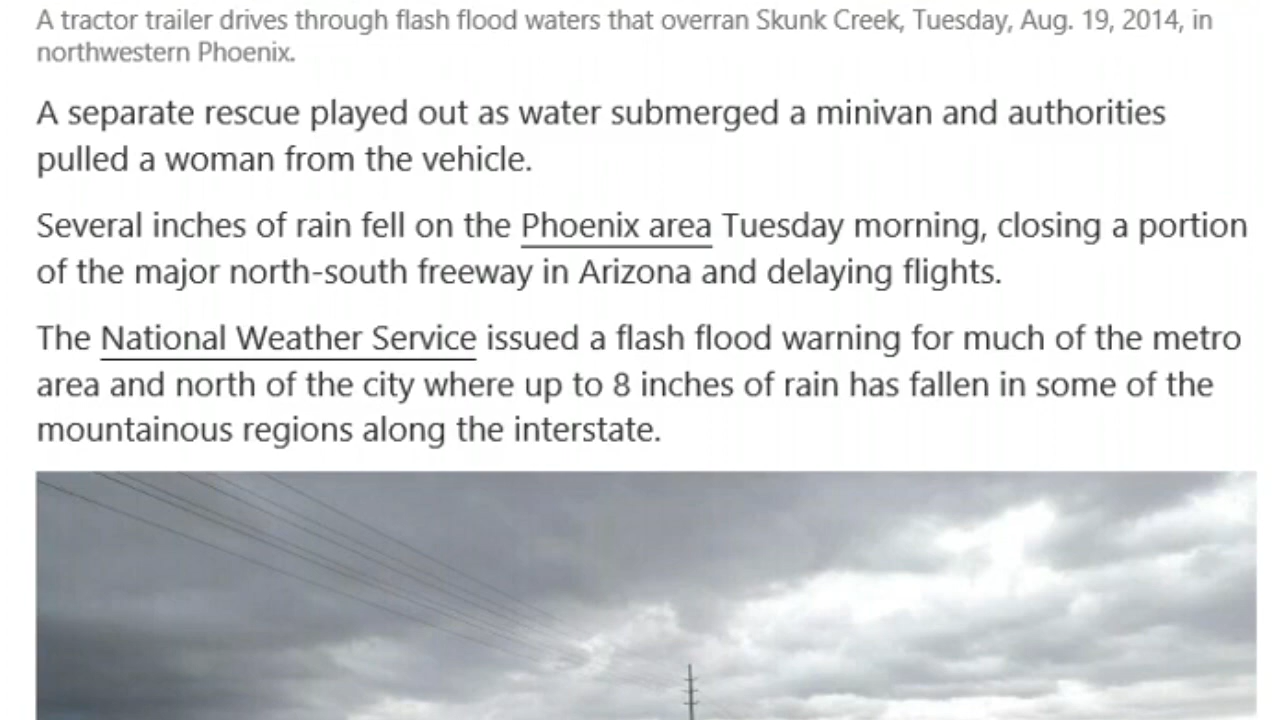 A tractor trailer drives through flash flood waters that overran Skunk Creek, Tuesday, Aug. 19, 2014, in
northwestern Phoenix.
A separate rescue played out as water submerged a minivan and authorities
pulled a woman from the vehicle.
Several inches of rain fell on the Phoenix area Tuesday morning, closing a portion
of the major north-south freeway in Arizona and delaying flights.
The National Weather Service issued a flash flood warning for much of the metro
area and north of the city where up to 8 inches of rain has fallen in some of the
mountainous regions along the interstate.